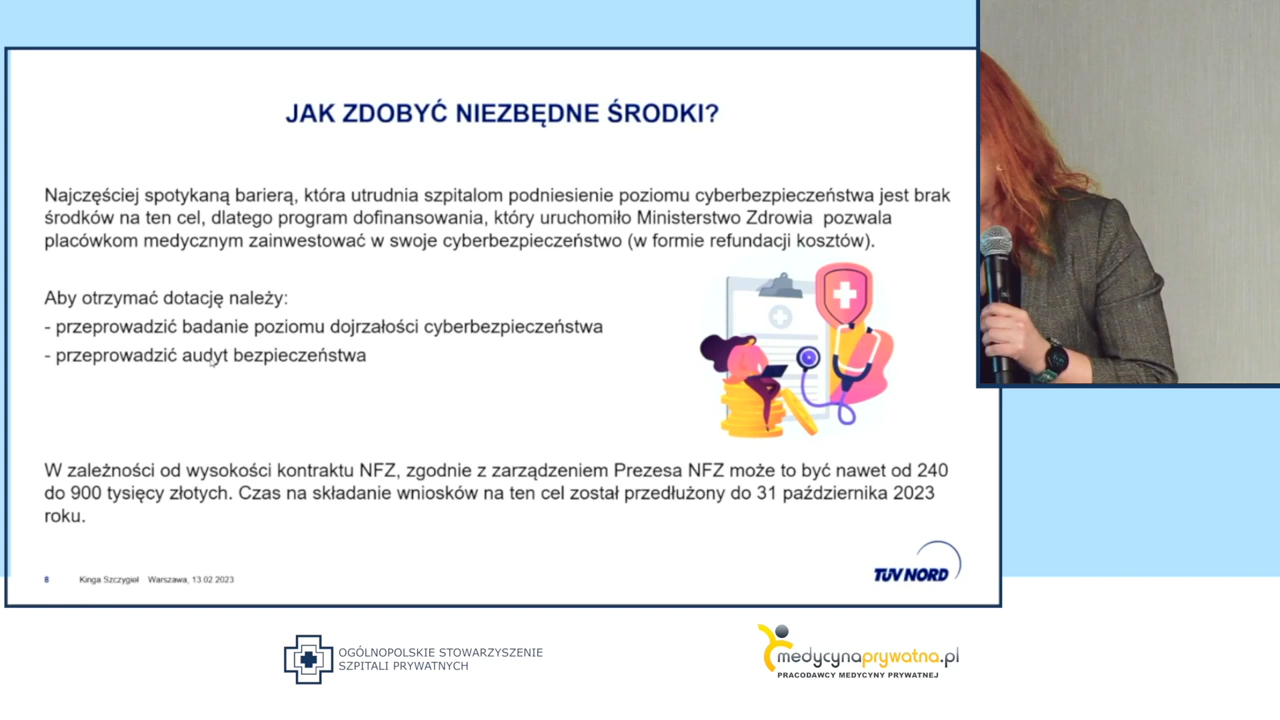 JAK ZDOBYĆ NIEZBĘDNE ŚRODKI?
Najczęściej spotykaną barierą, która utrudnia szpitalom podniesienie poziomu cyberbezpieczeństwa jest brak
środków na ten cel, dlatego program dofinansowania, który uruchomiło Ministerstwo Zdrowia pozwala
placówkom medycznym zainwestować w swoje cyberbezpieczeństwo (w formie refundacji kosztów).
Aby otrzymać dotację należy:
- przeprowadzić badanie poziomu dojrzałości cyberbezpieczeństwa
- przeprowadzić audyt bezpieczeństwa
W zależności od wysokości kontraktu NFZ, zgodnie z zarządzeniem Prezesa NFZ może to być nawet od 240
do 900 tysięcy złotych. Czas na składanie wniosków na ten cel został przedłużony do 31 października 2023
roku.
8 Kinga Szczygieł Warszawa, 13.02 2023
TÜV NORD
OGÓLNOPOLSKIE STOWARZYSZENIE
SZPITALI PRYWATNYCH
medycynaprywatna.pl
PRACODAWCY MEDYCYNY PRYWATNEJ